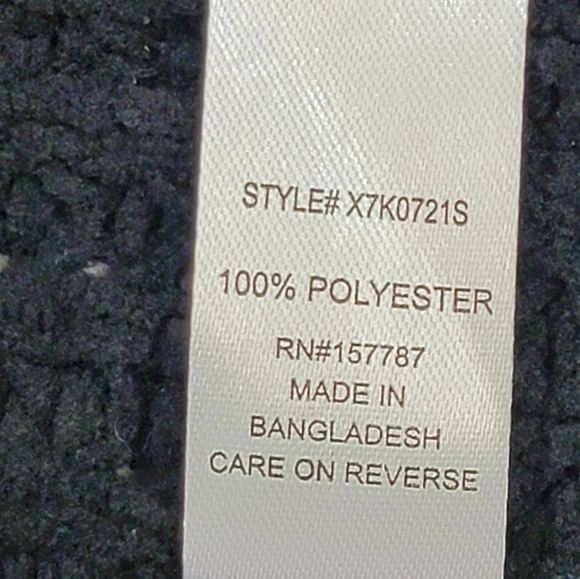 STYLE# X7K0721S
100% POLYESTER
RN#157787
MADE IN
BANGLADESH
CARE ON REVERSE